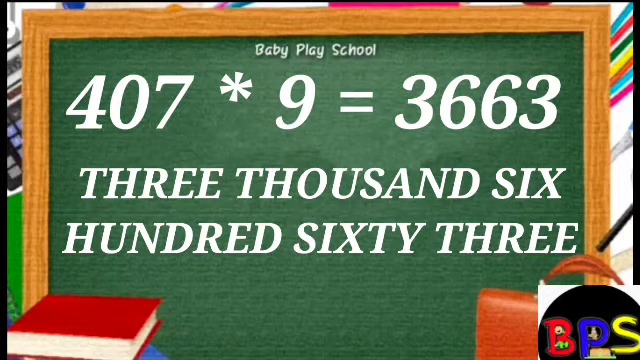 Baby Play School
407 * 9 = 3663
THREE THOUSAND SIX
HUNDRED SIXTY THREE
BPS